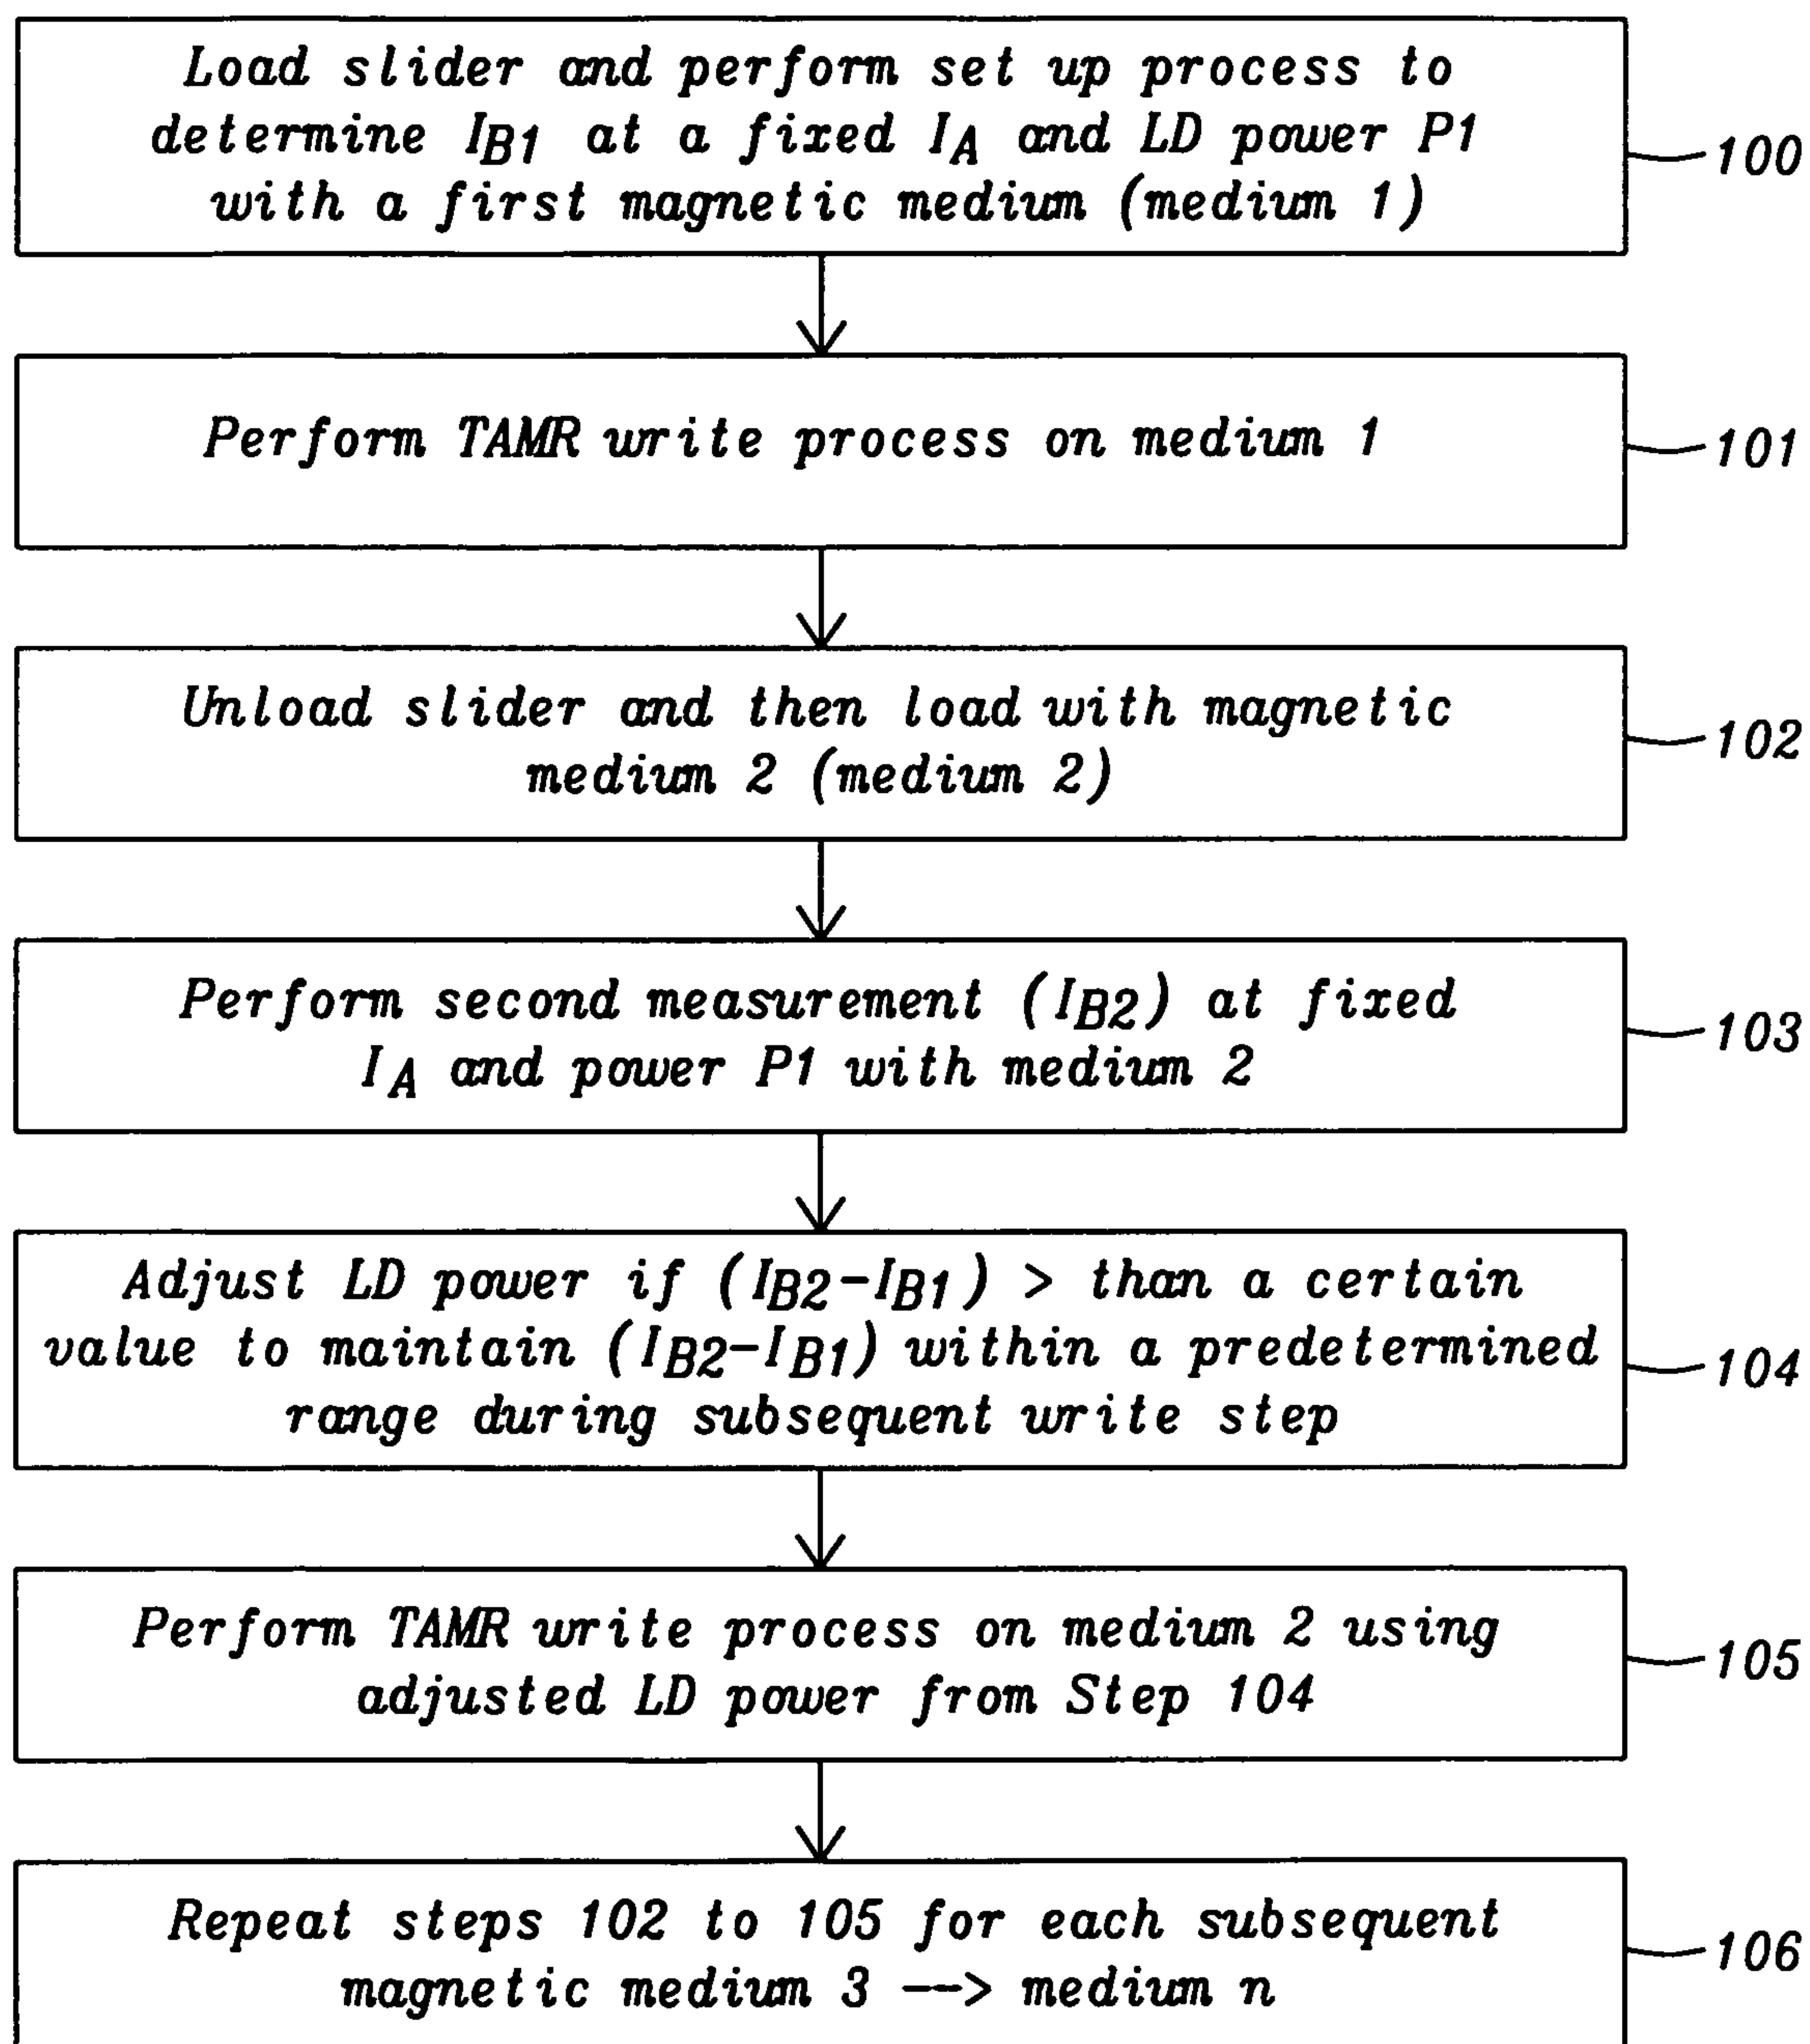 Load slider and perform set up process to
determine IB1 at a fixed IA and LD power P1
with a first magnetic medium (medium 1)
100
Perform TAMR write process on medium 1
101
Unload slider and then load with magnetic
medium 2 (medium 2)
102
Perform second measurement (IB2) at fixed
IA and power P1 with medium 2
103
Adjust LD power if (IB2-IB1) > than a certain
value to maintain (IB2-IB1) within a predetermined
range during subsequent write step
104
Perform TAMR write process on medium 2 using
adjusted LD power from Step 104
105
Repeat steps 102 to 105 for each subsequent
magnetic medium 3 --> medium n
106